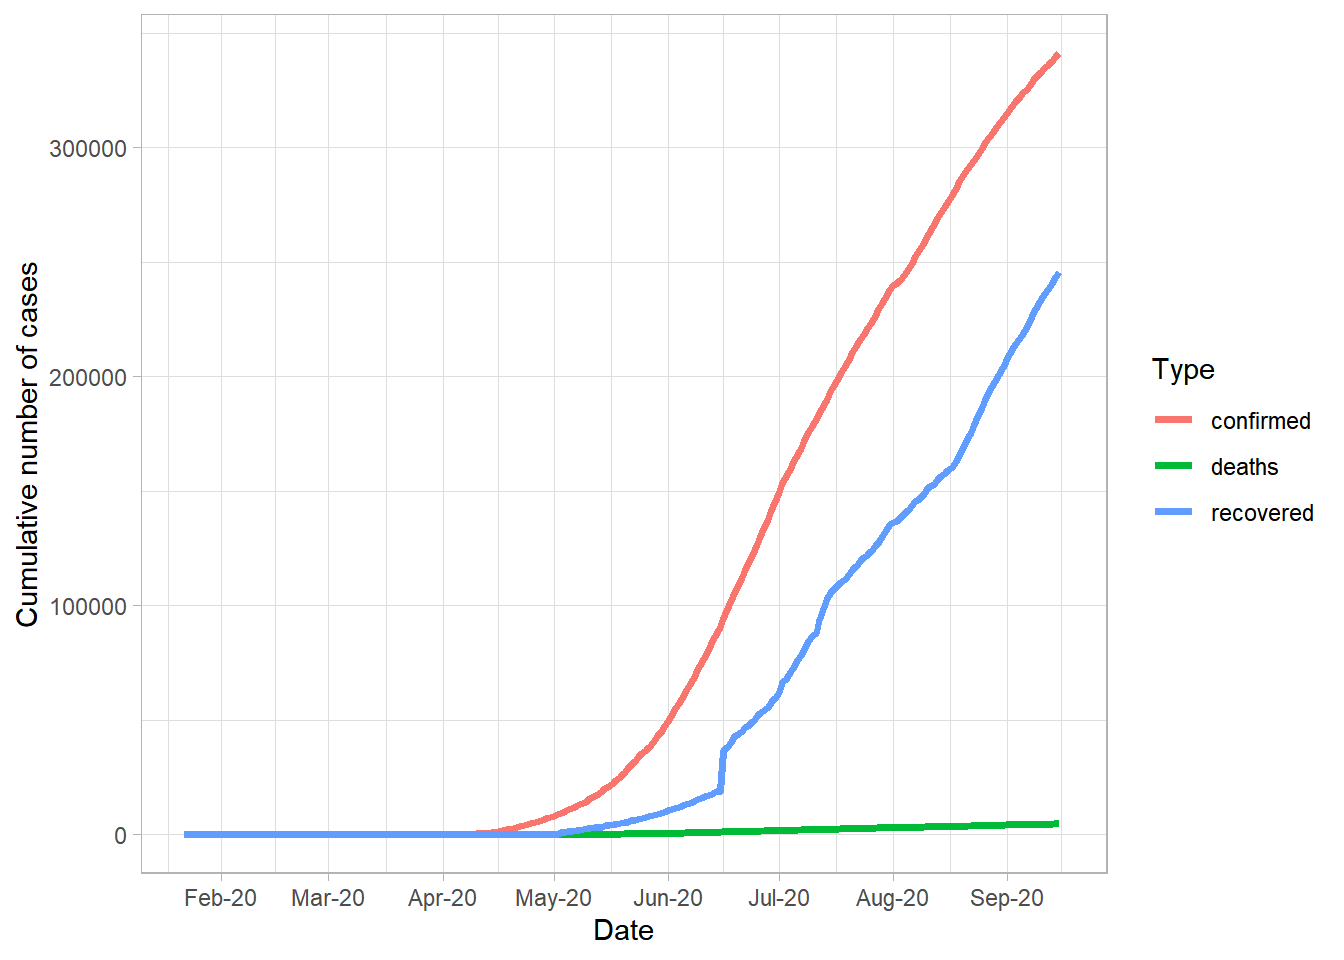 300000
200000
100000
0
Cumulative number of cases
Feb-20 Mar-20 Apr-20 May-20 Jun-20 Jul-20 Aug-20 Sep-20
Date
Type
confirmed
deaths
recovered